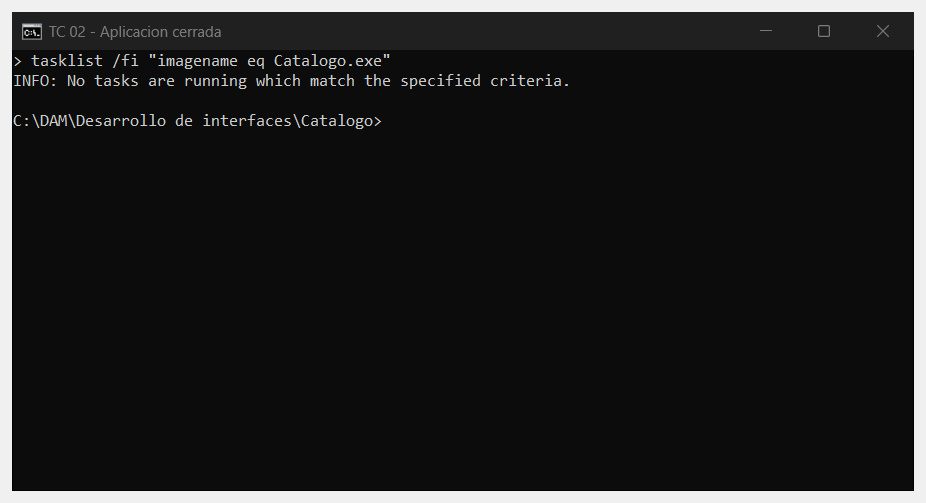 TC 02 - Aplicacion cerrada
> tasklist /fi "imagename eq Catalogo.exe"
INFO: No tasks are running which match the specified criteria.
C:\DAM\Desarrollo de interfaces\Catalogo>